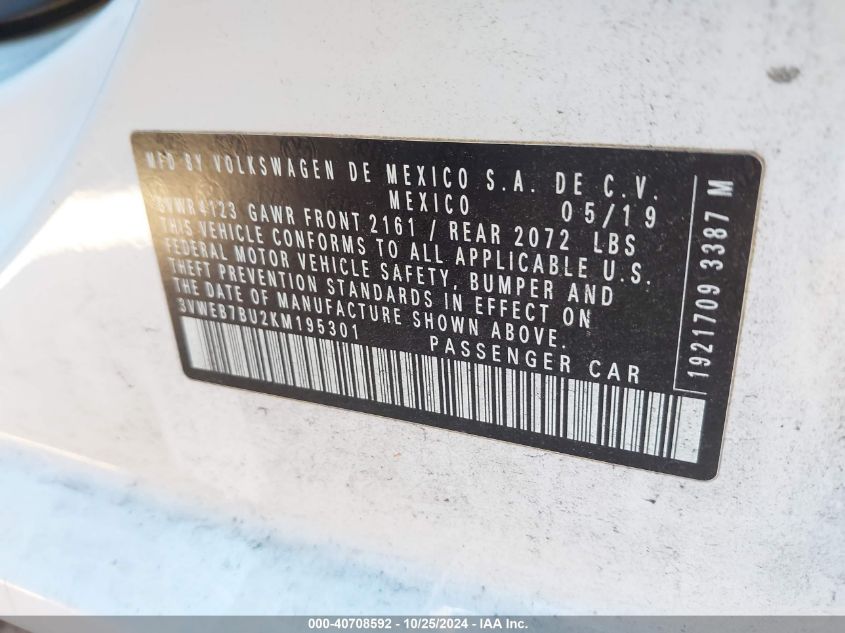 MFD BY VOLKSWAGEN DE MEXICO S.A. DE C.V.
MEXICO 05/19
GVWR4123 GAWR FRONT 2161 / REAR 2072 LBS
THIS VEHICLE CONFORMS TO ALL APPLICABLE U.S.
FEDERAL MOTOR VEHICLE SAFETY, BUMPER AND
THEFT PREVENTION STANDARDS IN EFFECT ON
THE DATE OF MANUFACTURE SHOWN ABOVE.
3VWEB7BU2KM195301 PASSENGER CAR
1921709 3387 M
000-40708592 - 10/25/2024 - IAA Inc.